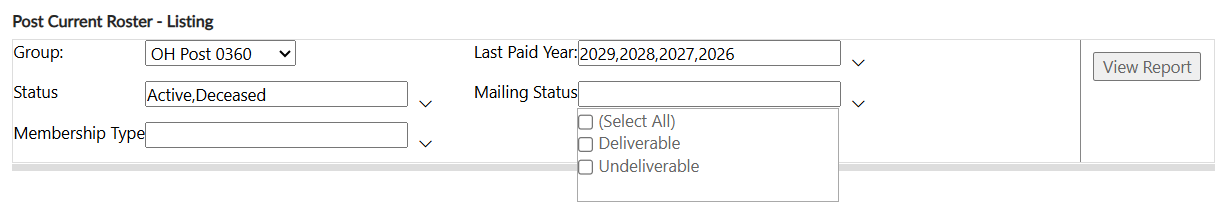 Post Current Roster - Listing
Group: OH Post 0360 Last Paid Year: 2029,2028,2027,2026 View Report
Status Active,Deceased Mailing Status
(Select All)
Membership Type
Deliverable
Undeliverable